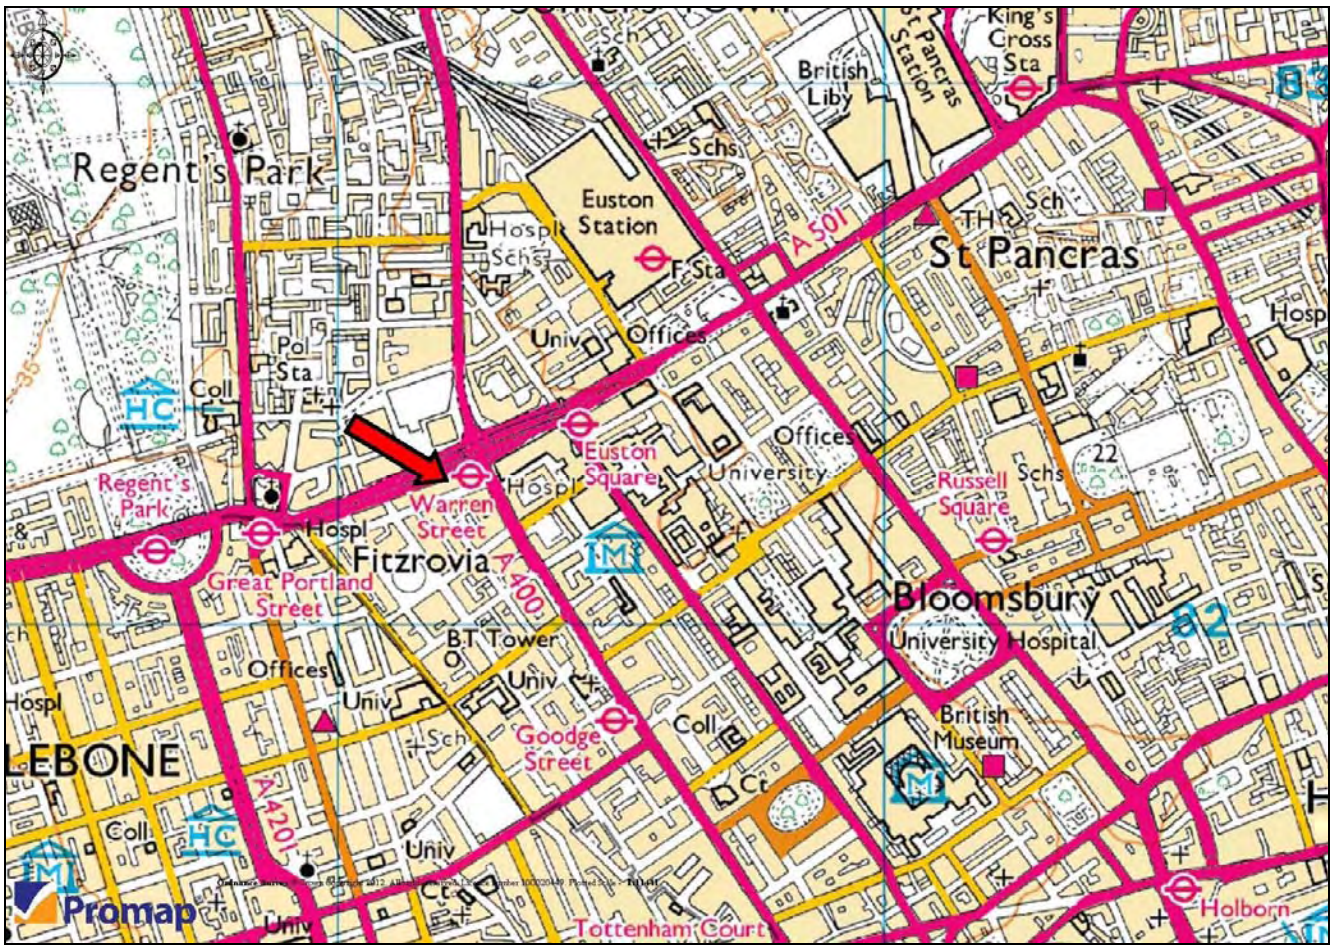 Sch
King's
Cross
Sta
St Pancras
Station
British
Liby
83
Schs
Regent's Park
Euston
Station
Sch
TH
A 501
St Pancras
Hospl
Schs
F Sta
Hosp
Univ
Offices
Pol
Sta
35
HC
Coll
Offices
22
Euston
Square
University
Schs
Russell
Square
Regent's
Park
Warren
Street
Hospl
&
Hospl
Fitzrovia
M
A 400
Great Portland
Street
Bloomsbury
82
BT Tower
University Hospital
Offices
Univ
Hospl
Univ
British
Museum
Goodge
Street
Coll
Sch
LEBONE
M
Ct
A 4201
HC
Coll
Univ
M
Ct
Promap
Holborn
Univ
Tottenham Court